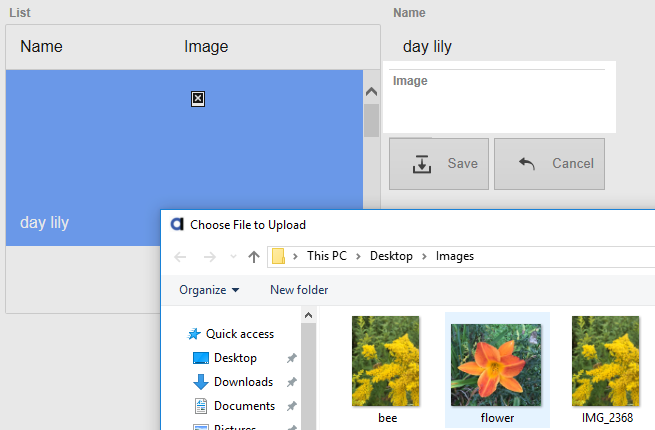 List
Name
Name
Image
day lily
Image
Save
Cancel
day lily
Choose File to Upload
This PC > Desktop > Images
Organize
New folder
Quick access
Desktop
Downloads
Documents
Pictures
bee
flower
IMG_2368